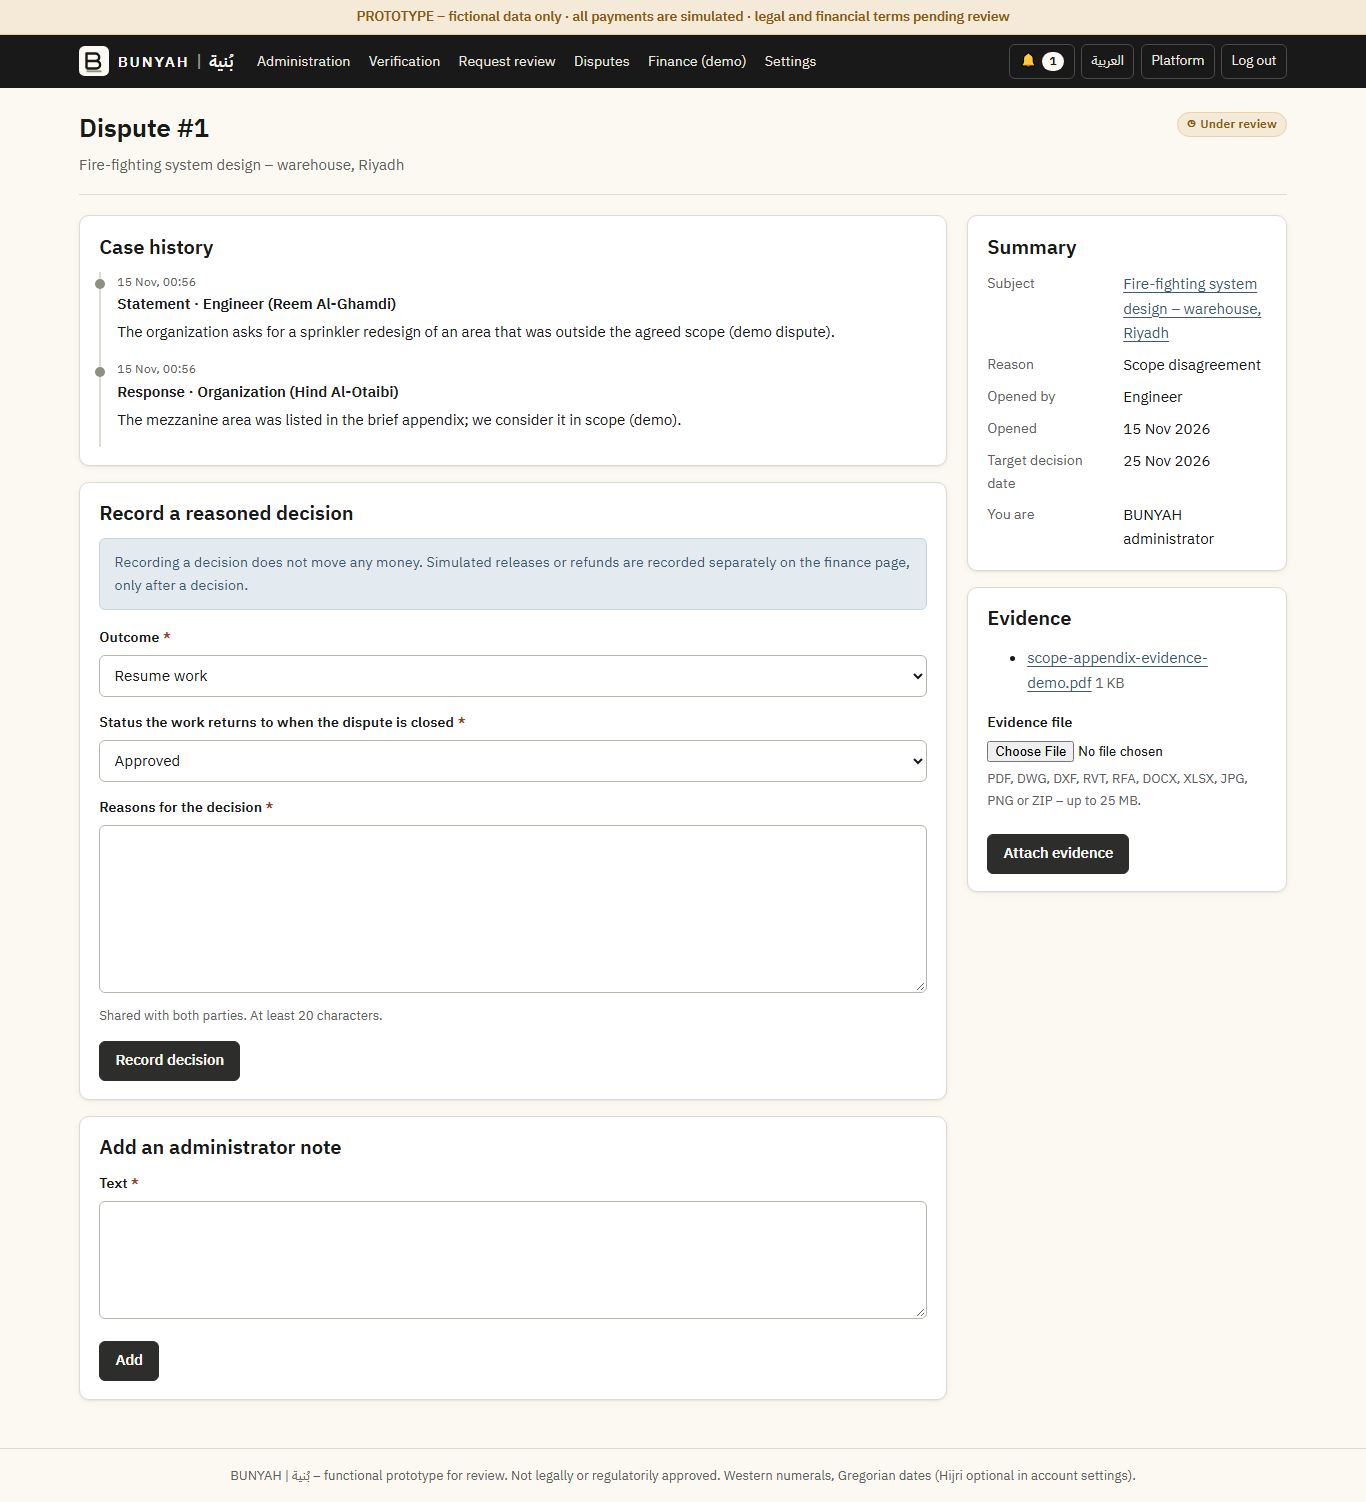 PROTOTYPE – fictional data only · all payments are simulated · legal and financial terms pending review
B BUNYAH | بُنية Administration Verification Request review Disputes Finance (demo) Settings 1 العربية Platform Log out
Dispute #1
Under review
Fire-fighting system design – warehouse, Riyadh
Case history
15 Nov, 00:56
Statement · Engineer (Reem Al-Ghamdi)
The organization asks for a sprinkler redesign of an area that was outside the agreed scope (demo dispute).
15 Nov, 00:56
Response · Organization (Hind Al-Otaibi)
The mezzanine area was listed in the brief appendix; we consider it in scope (demo).
Record a reasoned decision
Recording a decision does not move any money. Simulated releases or refunds are recorded separately on the finance page,
only after a decision.
Outcome *
Resume work
Status the work returns to when the dispute is closed *
Approved
Reasons for the decision *
Shared with both parties. At least 20 characters.
Record decision
Add an administrator note
Text *
Add
Summary
Subject Fire-fighting system
design – warehouse,
Riyadh
Reason Scope disagreement
Opened by Engineer
Opened 15 Nov 2026
Target decision 25 Nov 2026
date
You are BUNYAH
administrator
Evidence
scope-appendix-evidence-
demo.pdf 1 KB
Evidence file
Choose File No file chosen
PDF, DWG, DXF, RVT, RFA, DOCX, XLSX, JPG,
PNG or ZIP – up to 25 MB.
Attach evidence
BUNYAH | بُنية – functional prototype for review. Not legally or regulatorily approved. Western numerals, Gregorian dates (Hijri optional in account settings).